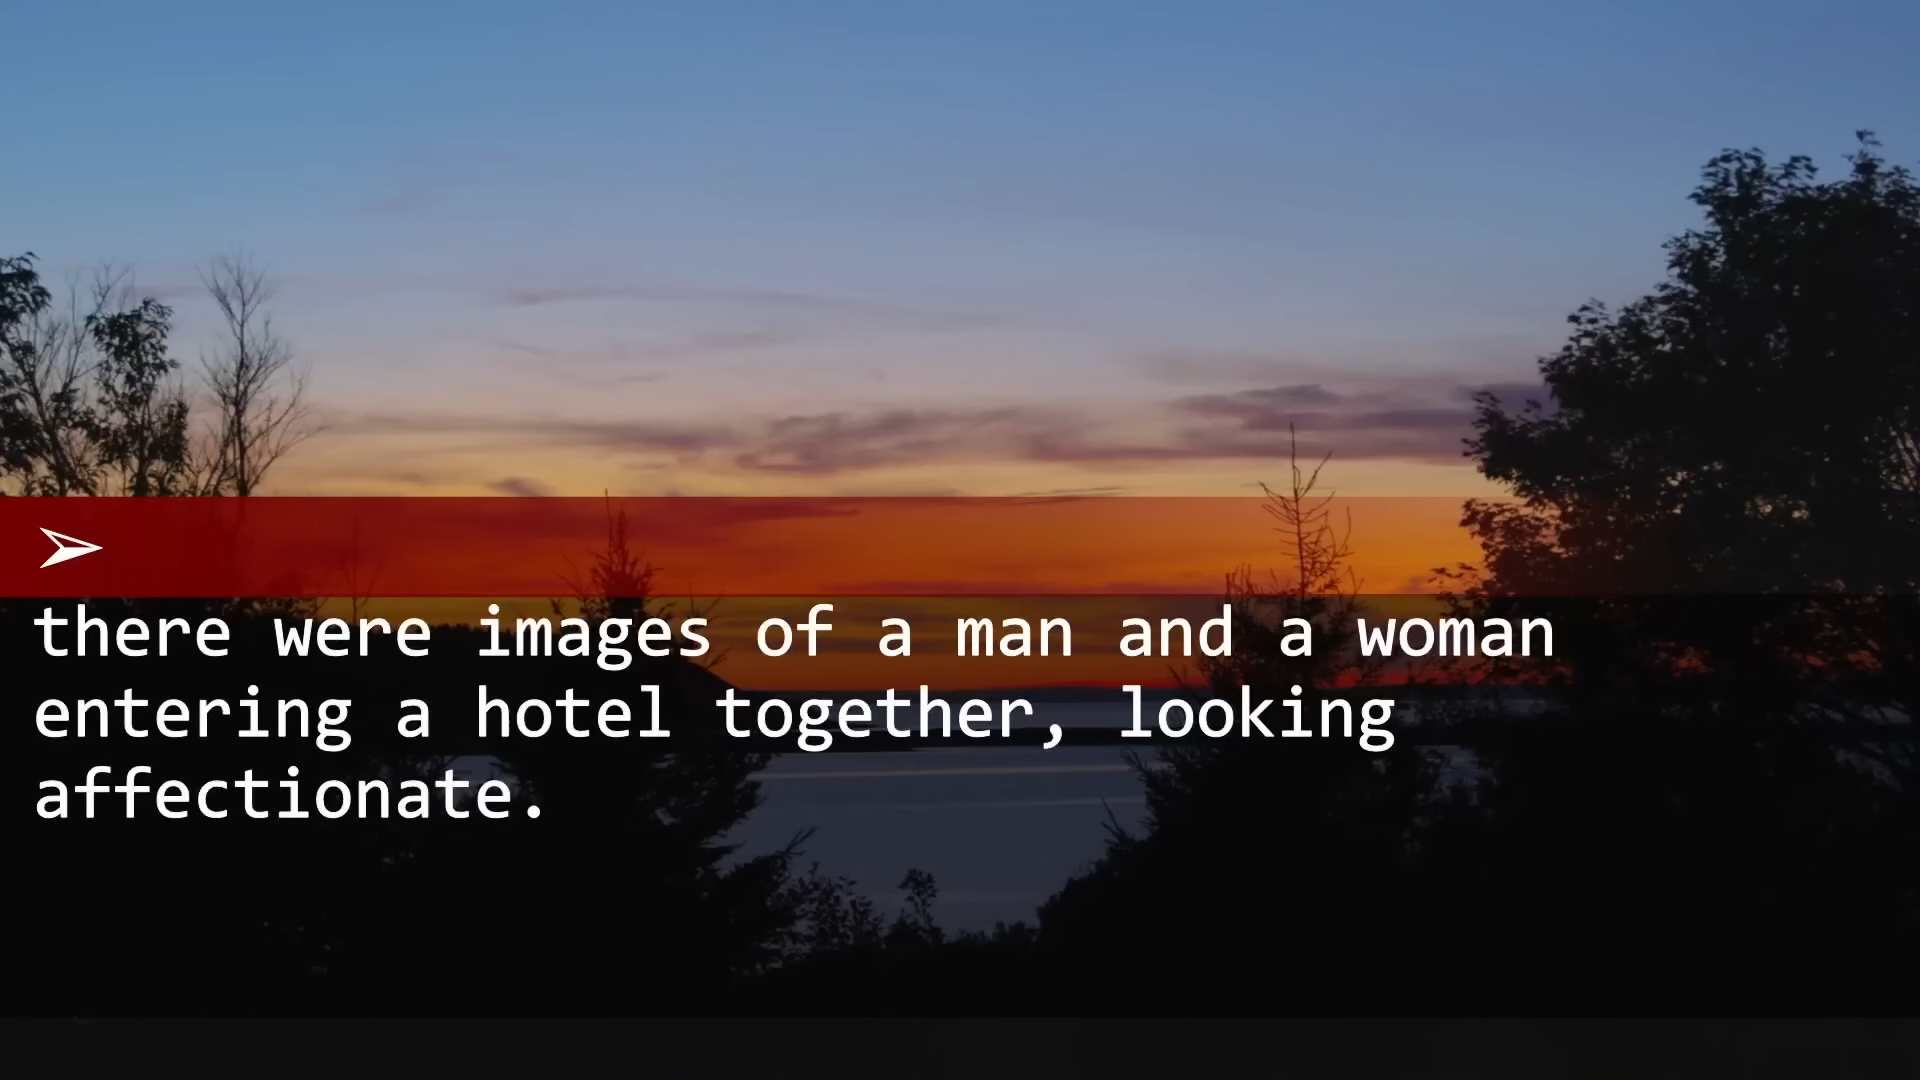 there were images of a man and a woman
entering a hotel together, looking
affectionate.